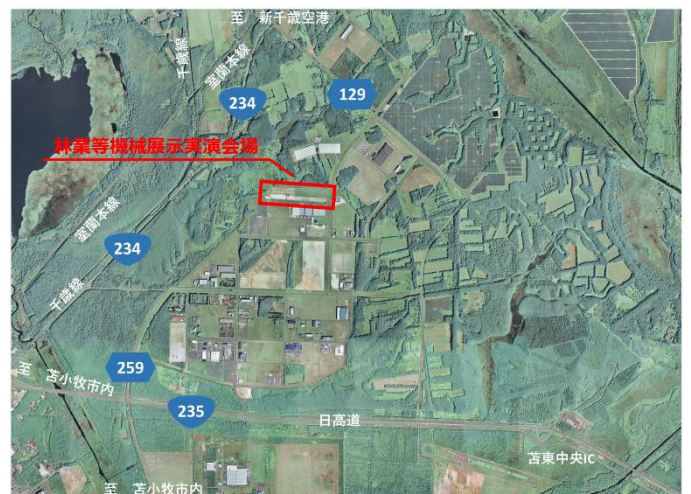 至　新千歳空港
千歳線
室蘭本線
234
129
林業等機械展示実演会場
室蘭本線
234
千歳線
259
至　苫小牧市内
235
日高道
苫東中央IC
至　苫小牧市内